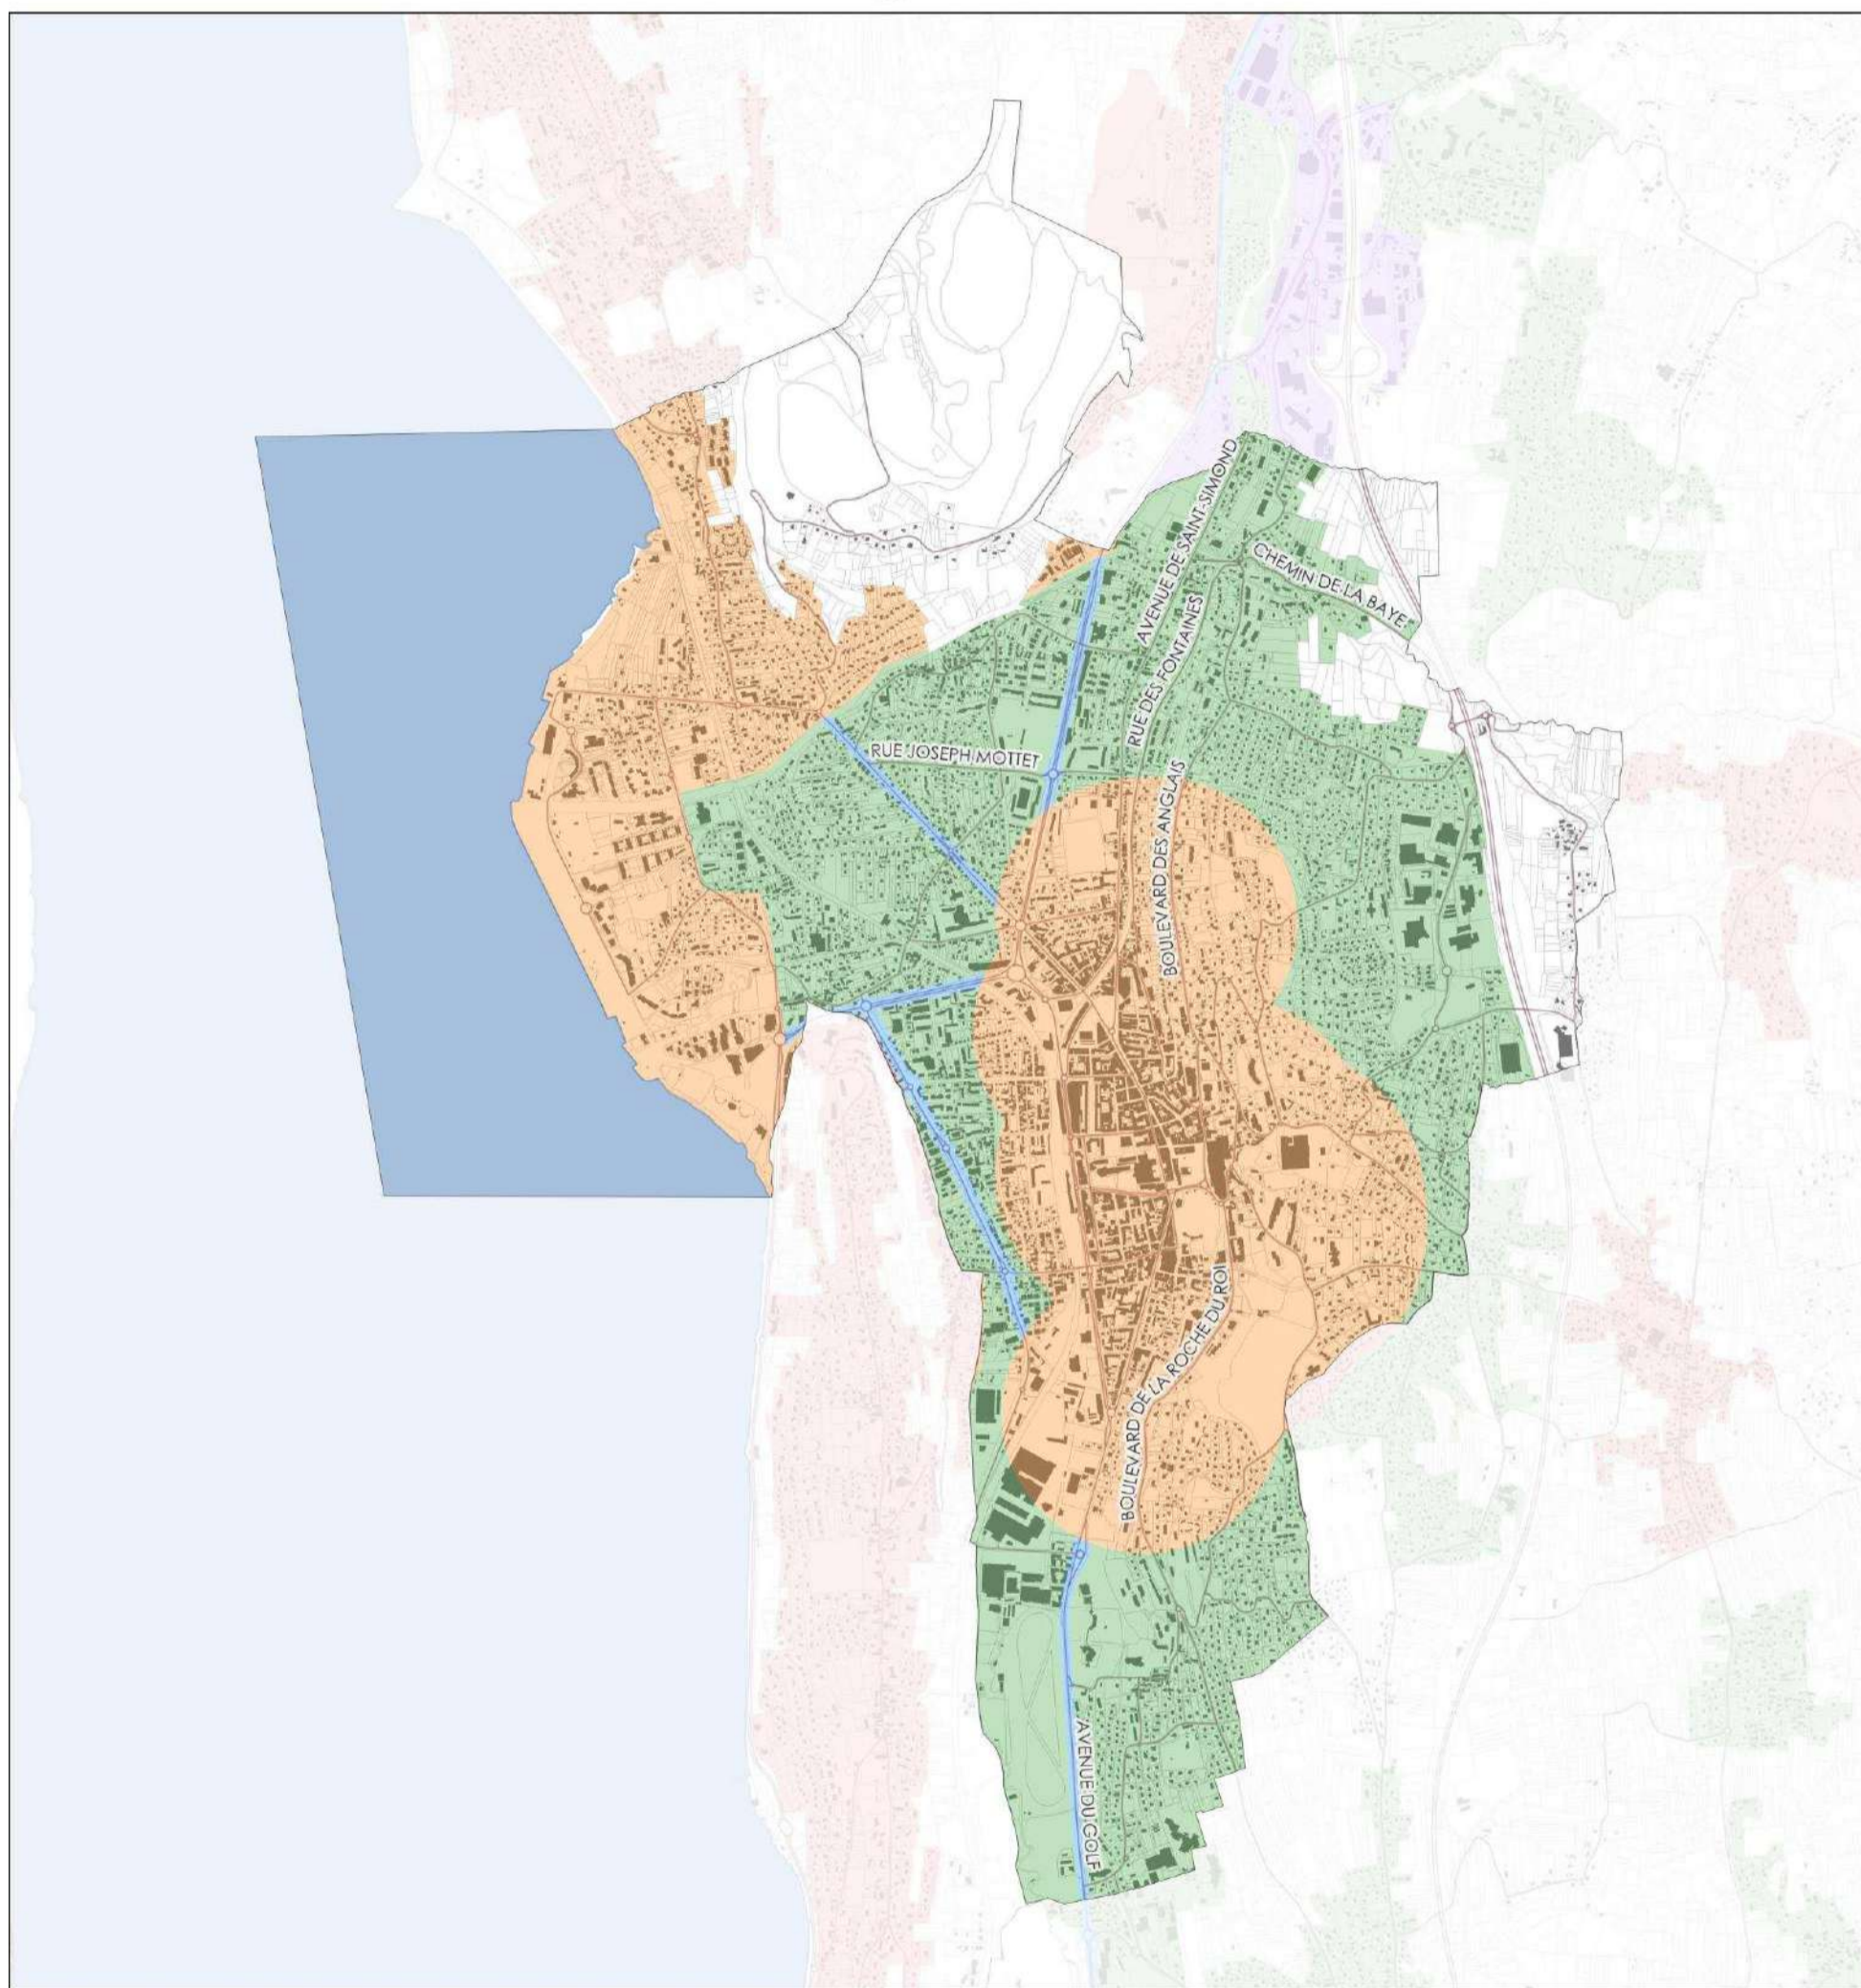 AVENUE DE SAINT-SIMOND
CHEMIN DE LA BAYE
RUE DES FONTAINES
RUE JOSEPH MOTTET
BOULEVARD DES ANGLAIS
BOULEVARD DE LA ROCHE DU ROI
AVENUE DU GOLF